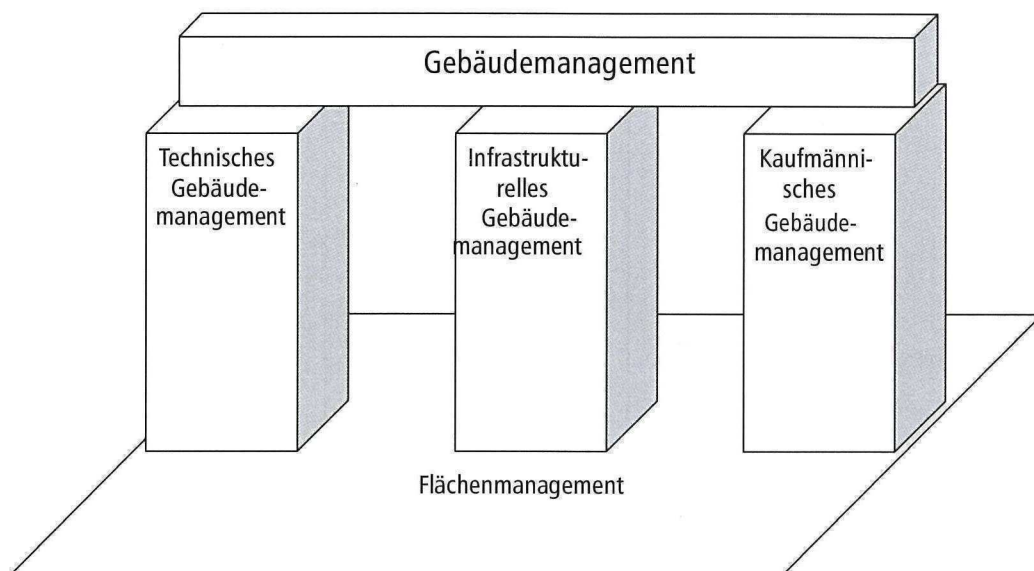 Gebäudemanagement
Technisches
Gebäude-
management
Infrastruktu-
relles
Gebäude-
management
Kaufmänni-
sches
Gebäude-
management
Flächenmanagement